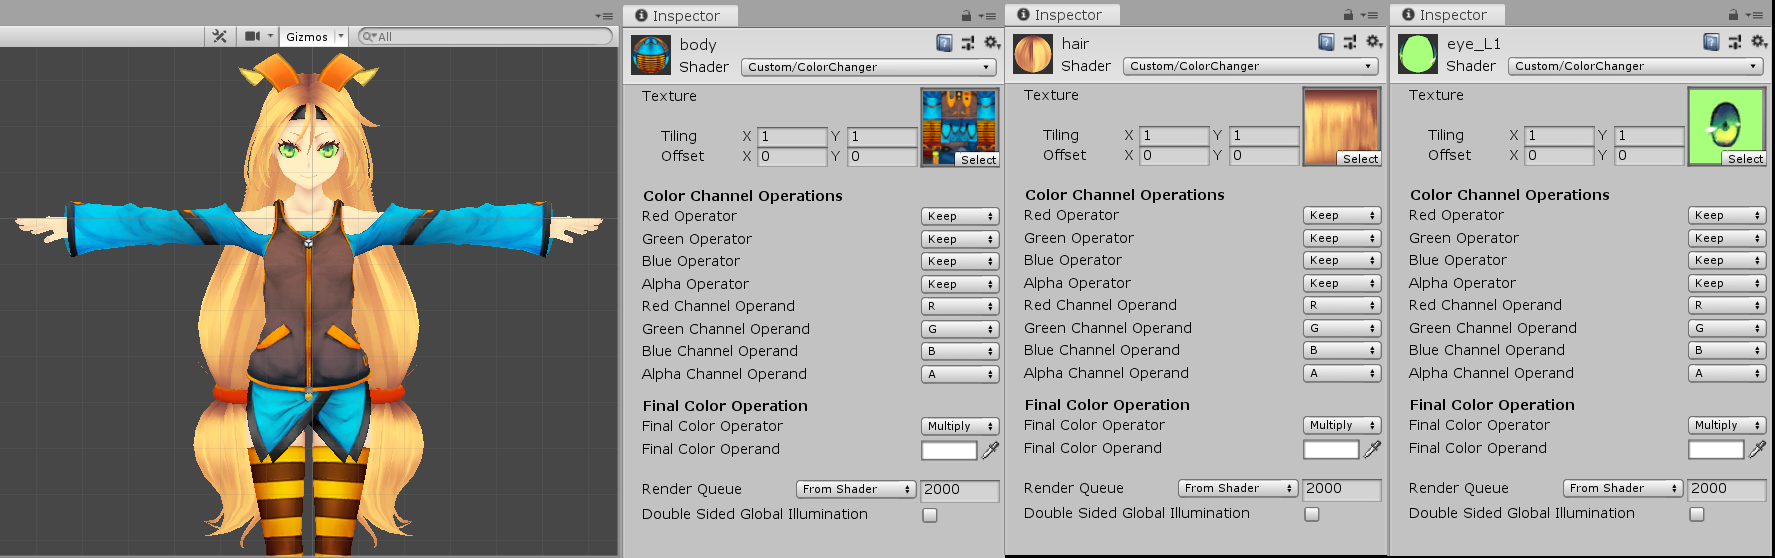 Gizmos
All
Inspector
body
Shader
Custom/ColorChanger
Texture
Tiling X 1 Y 1
Offset X 0 Y 0
Select
Color Channel Operations
Red Operator Keep
Green Operator Keep
Blue Operator Keep
Alpha Operator Keep
Red Channel Operand R
Green Channel Operand G
Blue Channel Operand B
Alpha Channel Operand A
Final Color Operation
Final Color Operator Multiply
Final Color Operand
Render Queue From Shader 2000
Double Sided Global Illumination
Inspector
hair
Shader
Custom/ColorChanger
Texture
Tiling X 1 Y 1
Offset X 0 Y 0
Select
Color Channel Operations
Red Operator Keep
Green Operator Keep
Blue Operator Keep
Alpha Operator Keep
Red Channel Operand R
Green Channel Operand G
Blue Channel Operand B
Alpha Channel Operand A
Final Color Operation
Final Color Operator Multiply
Final Color Operand
Render Queue From Shader 2000
Double Sided Global Illumination
Inspector
eye_L1
Shader
Custom/ColorChanger
Texture
Tiling X 1 Y 1
Offset X 0 Y 0
Select
Color Channel Operations
Red Operator Keep
Green Operator Keep
Blue Operator Keep
Alpha Operator Keep
Red Channel Operand R
Green Channel Operand G
Blue Channel Operand B
Alpha Channel Operand A
Final Color Operation
Final Color Operator Multiply
Final Color Operand
Render Queue From Shader 2000
Double Sided Global Illumination